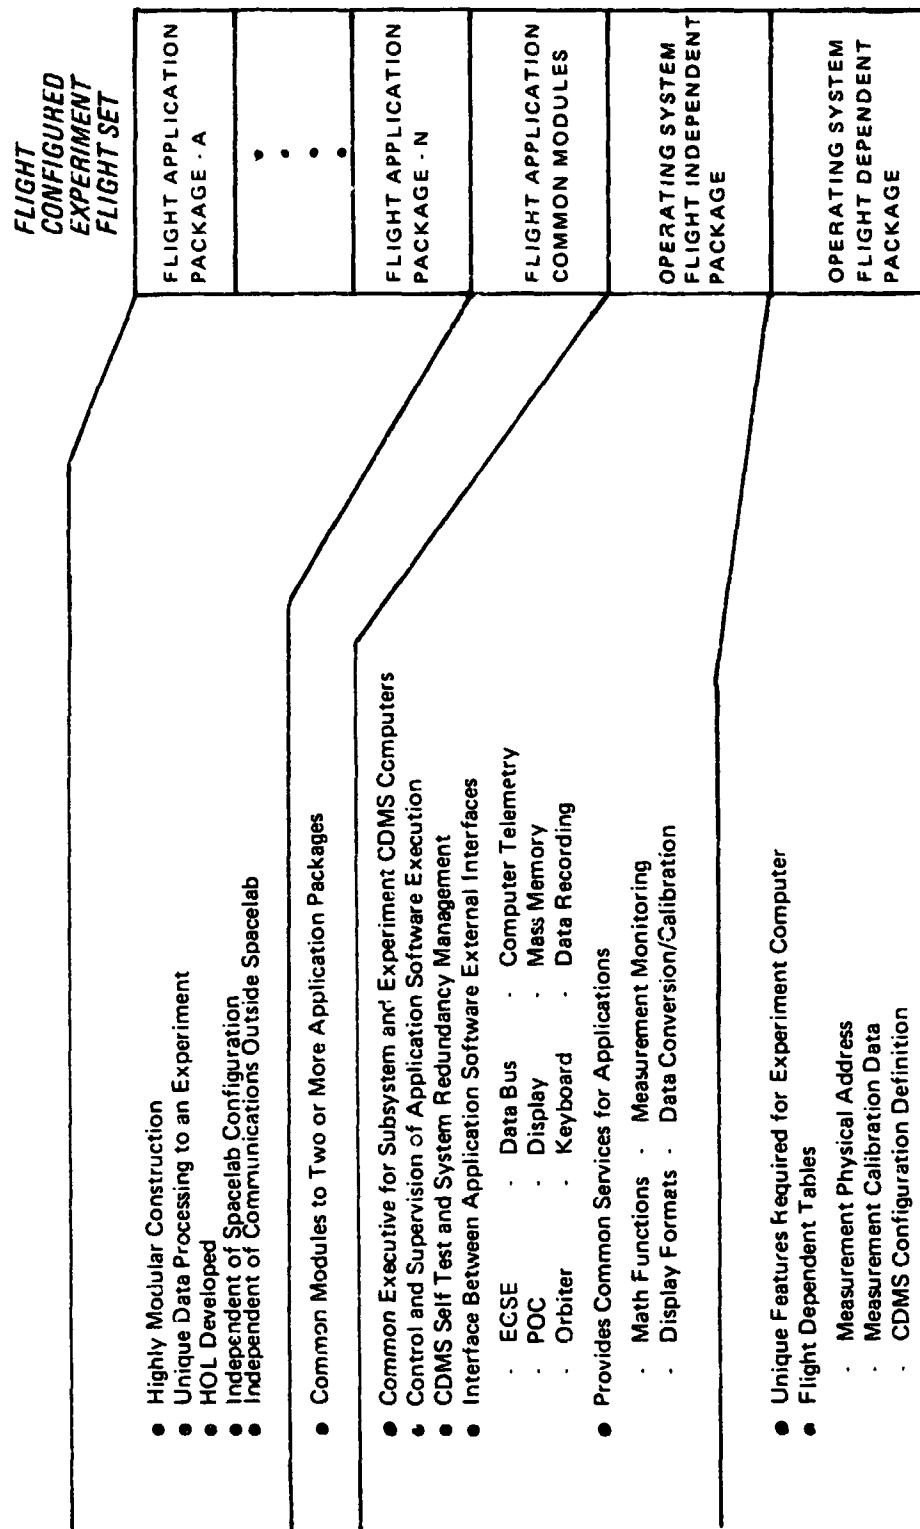 FLIGHT
CONFIGURED
EXPERIMENT
FLIGHT SET
FLIGHT APPLICATION
PACKAGE - A
FLIGHT APPLICATION
PACKAGE - N
FLIGHT APPLICATION
COMMON MODULES
OPERATING SYSTEM
FLIGHT INDEPENDENT
PACKAGE
OPERATING SYSTEM
FLIGHT DEPENDENT
PACKAGE
● Highly Modular Construction
● Unique Data Processing to an Experiment
● HOL Developed
● Independent of Spacelab Configuration
● Independent of Communications Outside Spacelab
● Common Modules to Two or More Application Packages
● Common Executive for Subsystem and Experiment CDMS Computers
● Control and Supervision of Application Software Execution
● CDMS Self Test and System Redundancy Management
● Interface Between Application Software External Interfaces
- ECSE - Data Bus - Computer Telemetry
- POC - Display - Mass Memory
- Orbiter - Keyboard - Data Recording
● Provides Common Services for Applications
- Math Functions - Measurement Monitoring
- Display Formats - Data Conversion/Calibration
● Unique Features Required for Experiment Computer
● Flight Dependent Tables
- Measurement Physical Address
- Measurement Calibration Data
- CDMS Configuration Definition